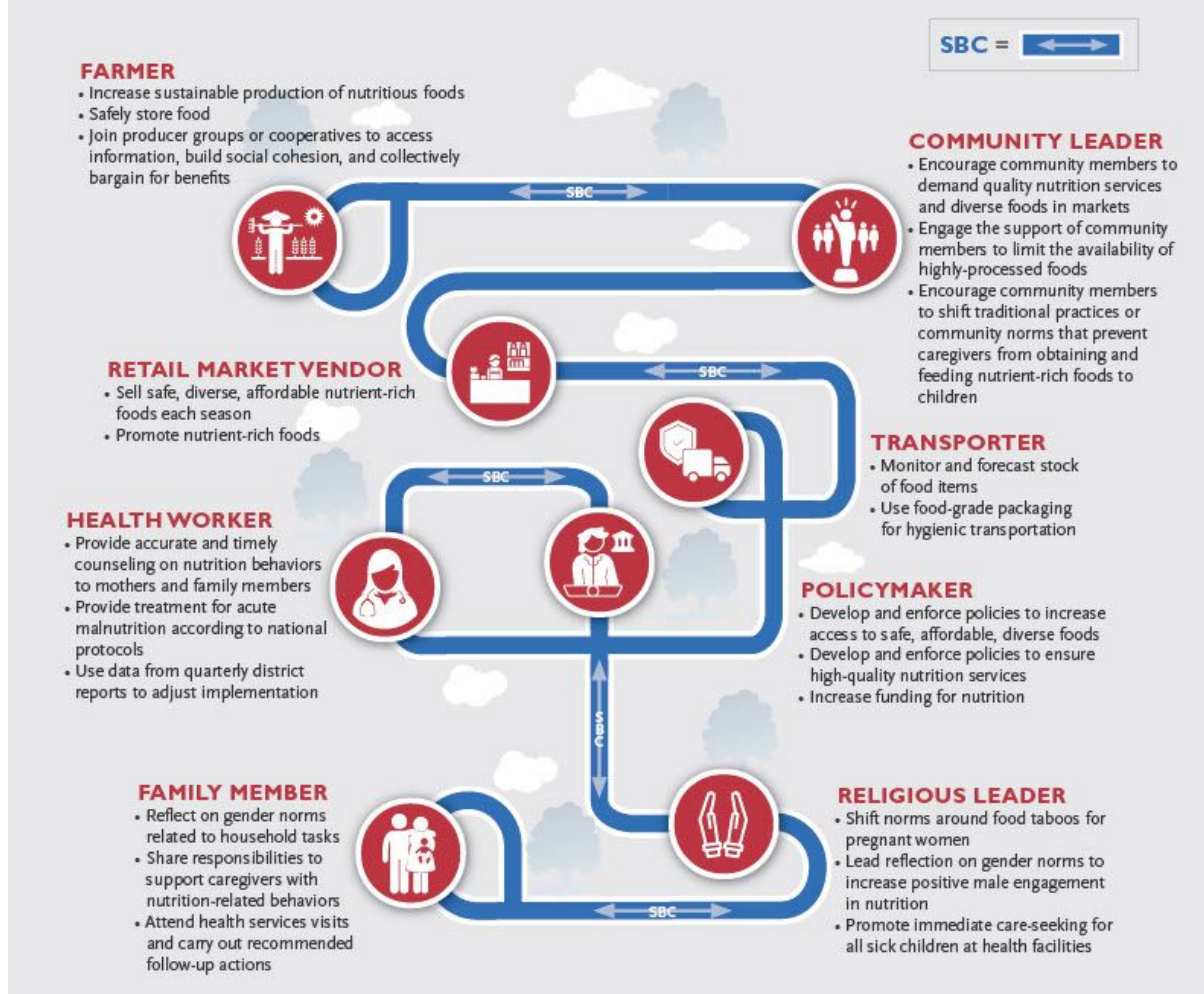 SBC =
FARMER
• Increase sustainable production of nutritious foods
• Safely store food
• Join producer groups or cooperatives to access
information, build social cohesion, and collectively
bargain for benefits
SBC
COMMUNITY LEADER
• Encourage community members to
demand quality nutrition services
and diverse foods in markets
• Engage the support of community
members to limit the availability of
highly-processed foods
• Encourage community members
to shift traditional practices or
community norms that prevent
caregivers from obtaining and
feeding nutrient-rich foods to
children
RETAIL MARKET VENDOR
• Sell safe, diverse, affordable nutrient-rich
foods each season
• Promote nutrient-rich foods
SBC
TRANSPORTER
• Monitor and forecast stock
of food items
• Use food-grade packaging
for hygienic transportation
SBC
HEALTH WORKER
• Provide accurate and timely
counseling on nutrition behaviors
to mothers and family members
• Provide treatment for acute
malnutrition according to national
protocols
• Use data from quarterly district
reports to adjust implementation
POLICYMAKER
• Develop and enforce policies to increase
access to safe, affordable, diverse foods
• Develop and enforce policies to ensure
high-quality nutrition services
• Increase funding for nutrition
SBC
FAMILY MEMBER
• Reflect on gender norms
related to household tasks
• Share responsibilities to
support caregivers with
nutrition-related behaviors
• Attend health services visits
and carry out recommended
follow-up actions
RELIGIOUS LEADER
• Shift norms around food taboos for
pregnant women
• Lead reflection on gender norms to
increase positive male engagement
in nutrition
• Promote immediate care-seeking for
all sick children at health facilities
SBC